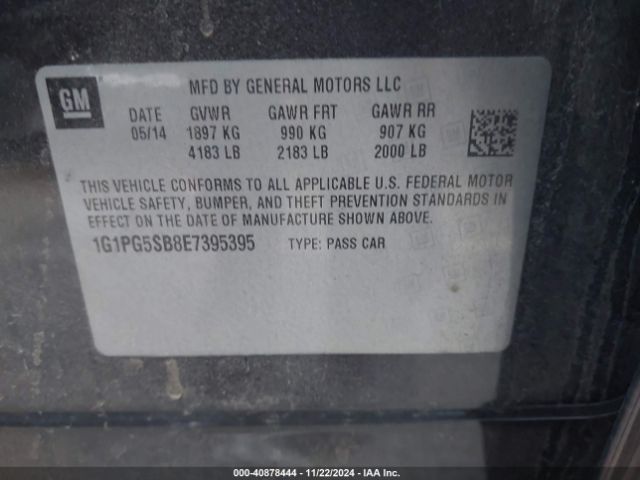 GM
MFD BY GENERAL MOTORS LLC
DATE GVWR GAWR FRT GAWR RR
05/14 1897 KG 990 KG 907 KG
4183 LB 2183 LB 2000 LB
THIS VEHICLE CONFORMS TO ALL APPLICABLE U.S. FEDERAL MOTOR
VEHICLE SAFETY, BUMPER, AND THEFT PREVENTION STANDARDS IN
EFFECT ON THE DATE OF MANUFACTURE SHOWN ABOVE.
1G1PG5SB8E7395395 TYPE: PASS CAR
000-40878444 - 11/22/2024 - IAAI.COM